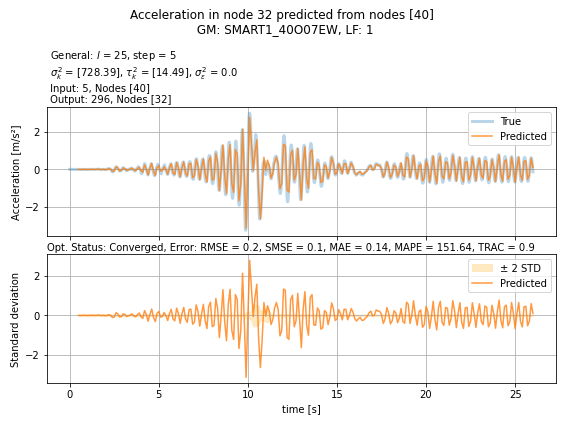 Acceleration in node 32 predicted from nodes [40]
GM: SMART1_40O07EW, LF: 1
General: l = 25, step = 5
σ²ₖ = [728.39], τ²ₖ = [14.49], σ²ε = 0.0
Input: 5, Nodes [40]
Output: 296, Nodes [32]
Acceleration [m/s²]
2
0
−2
True
Predicted
Opt. Status: Converged, Error: RMSE = 0.2, SMSE = 0.1, MAE = 0.14, MAPE = 151.64, TRAC = 0.9
Standard deviation
2
0
−2
± 2 STD
Predicted
0 5 10 15 20 25
time [s]